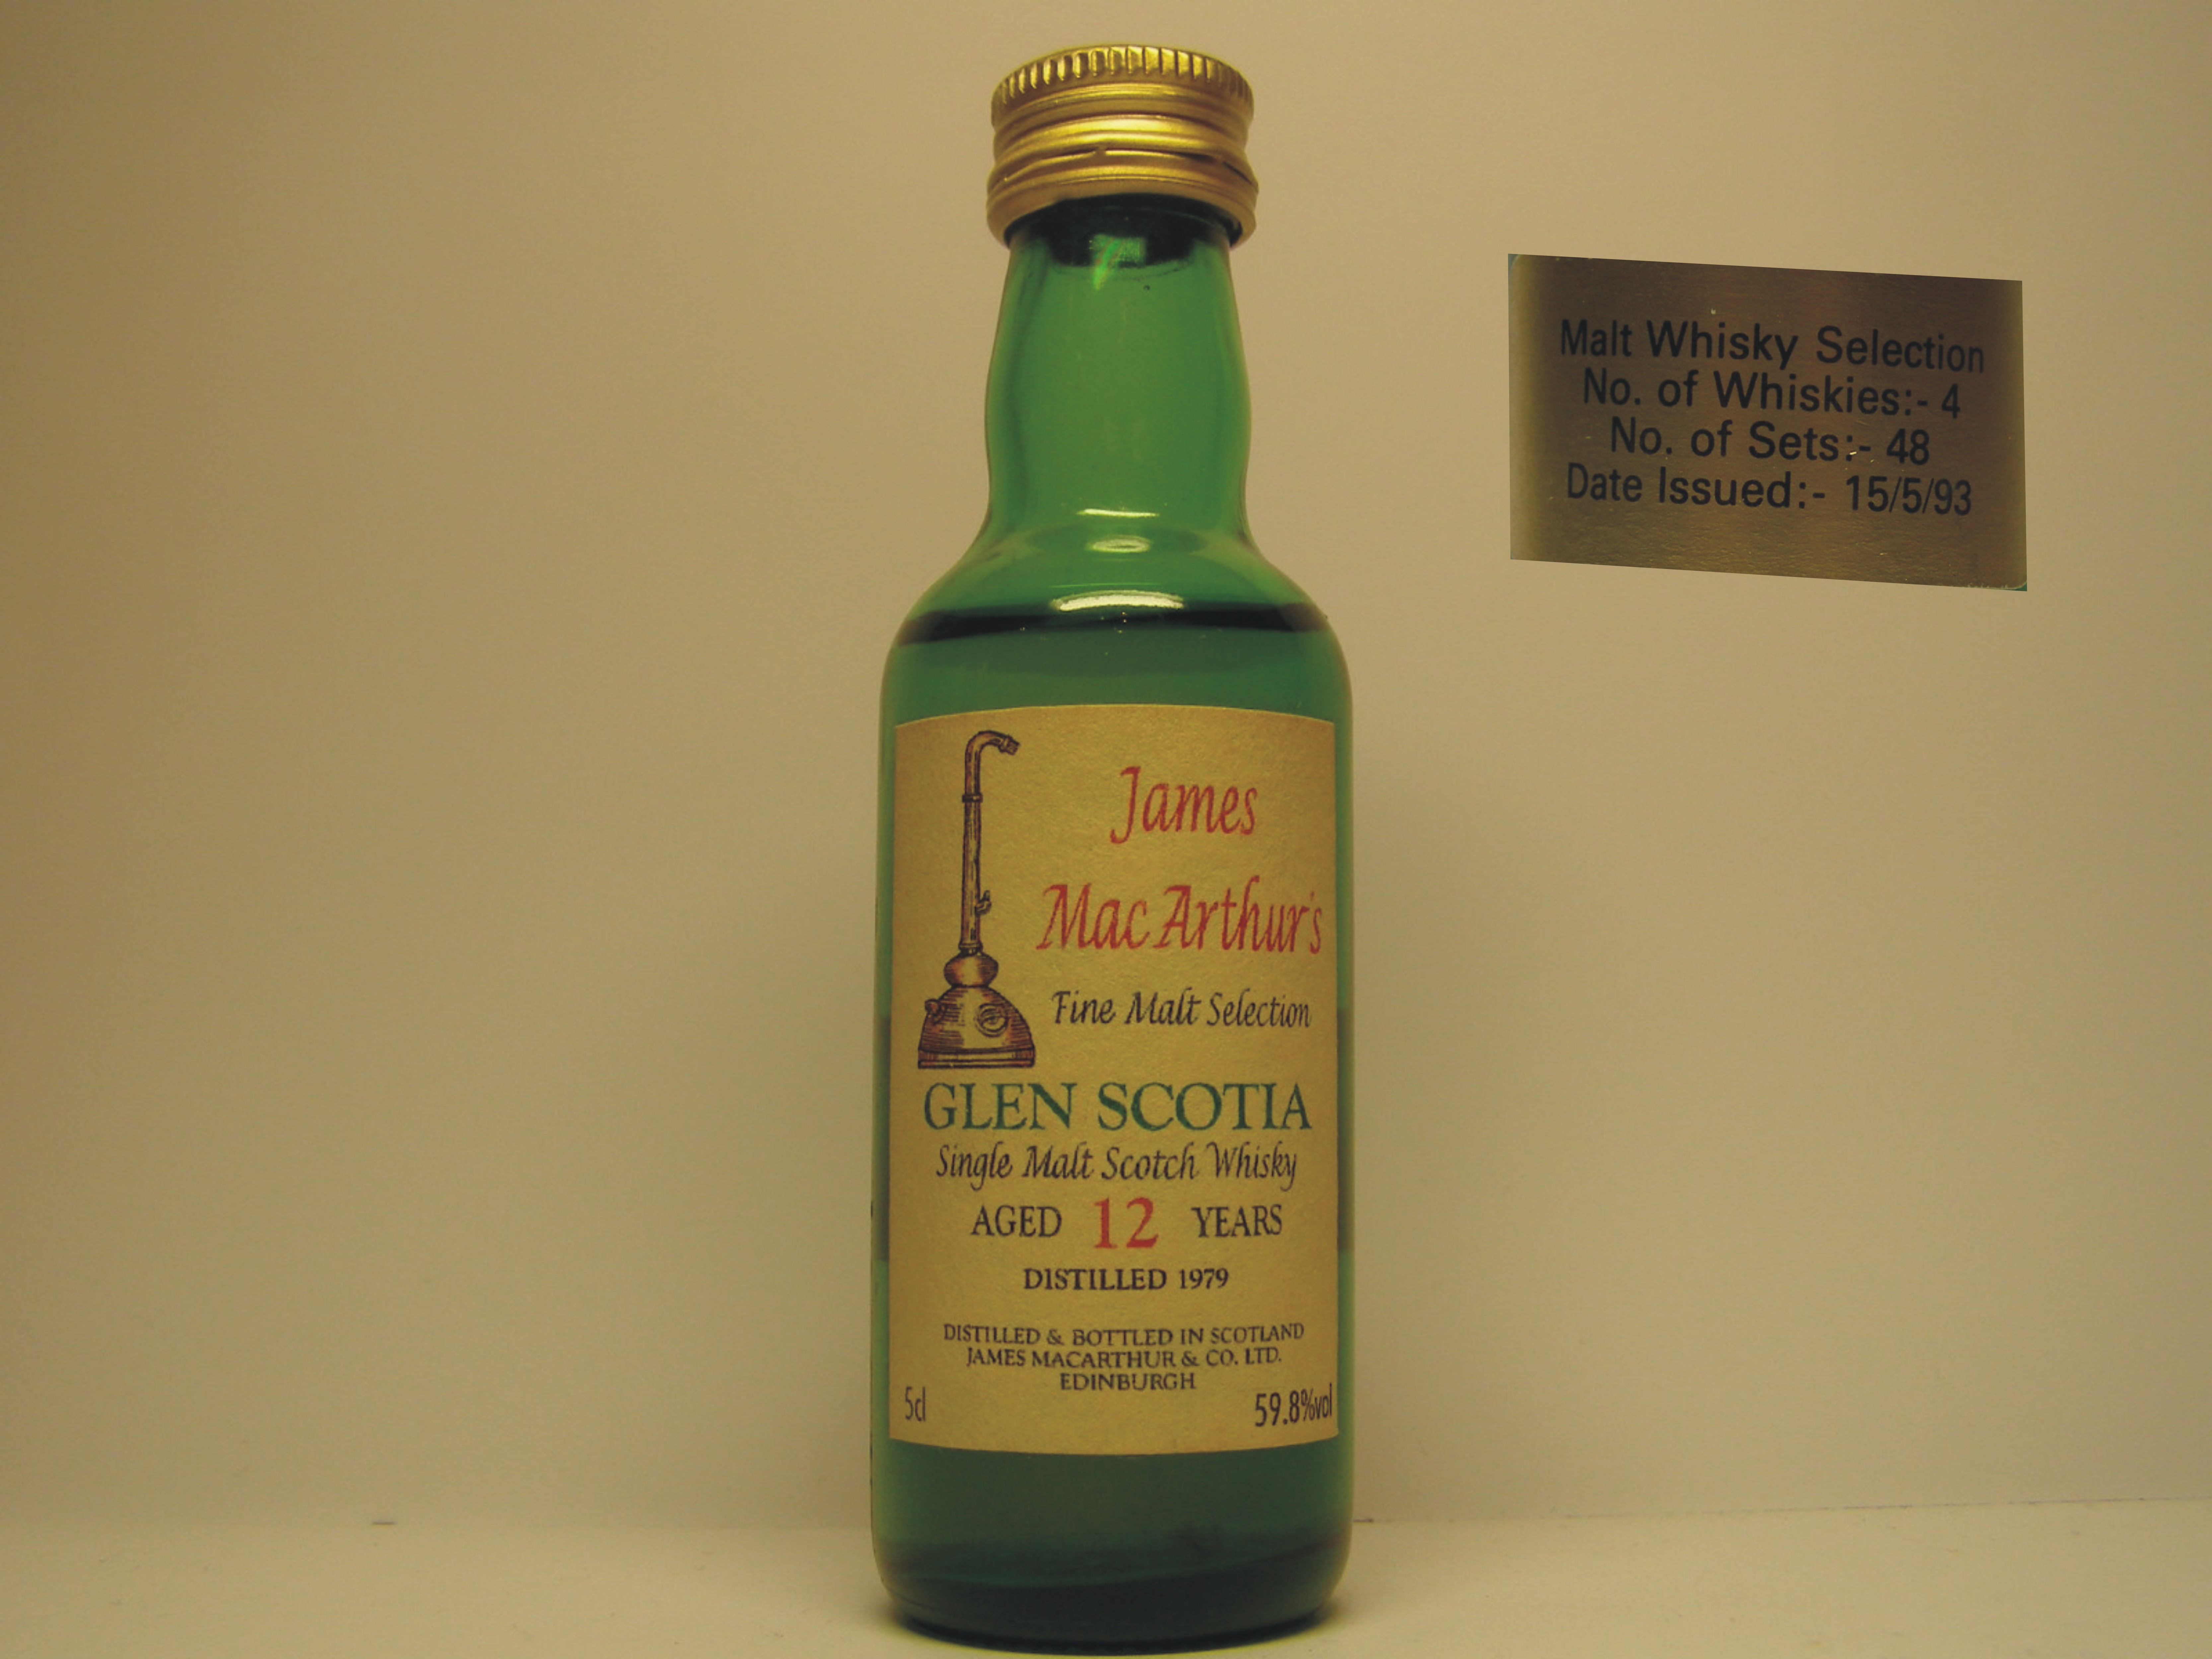 James
Mac Arthur's
Fine Malt Selection
GLEN SCOTIA
Single Malt Scotch Whisky
AGED 12 YEARS
DISTILLED 1979
DISTILLED & BOTTLED IN SCOTLAND
JAMES MACARTHUR & CO. LTD.
EDINBURGH
5cl 59.8%vol
Malt Whisky Selection
No. of Whiskies:- 4
No. of Sets:- 48
Date Issued:- 15/5/93